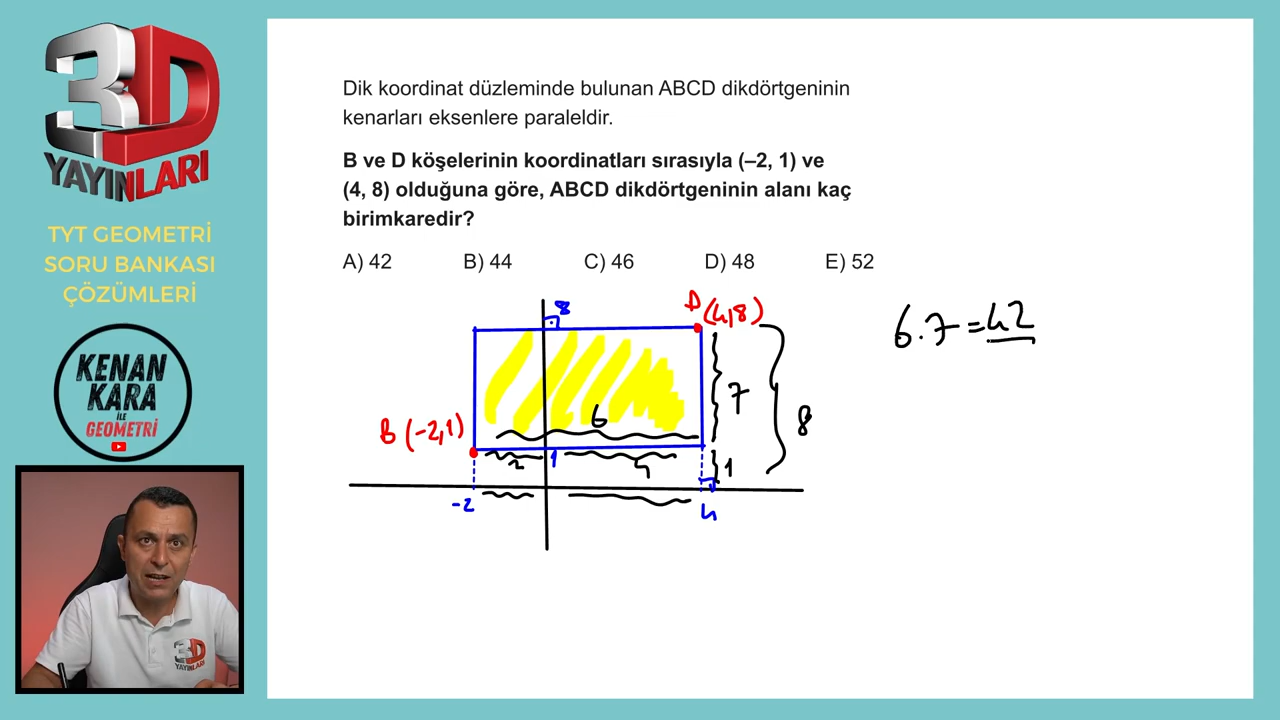 3D
YAYINLARI
TYT GEOMETRİ
SORU BANKASI
ÇÖZÜMLERİ
KENAN
KARA
İLE
GEOMETRİ
3D
YAYINLARI
Dik koordinat düzleminde bulunan ABCD dikdörtgeninin
kenarları eksenlere paraleldir.
B ve D köşelerinin koordinatları sırasıyla (–2, 1) ve
(4, 8) olduğuna göre, ABCD dikdörtgeninin alanı kaç
birimkaredir?
A) 42 B) 44 C) 46 D) 48 E) 52
8
D (4,8)
6.7=42
7
8
6
B (-2,1)
2 1 4 1
-2 4